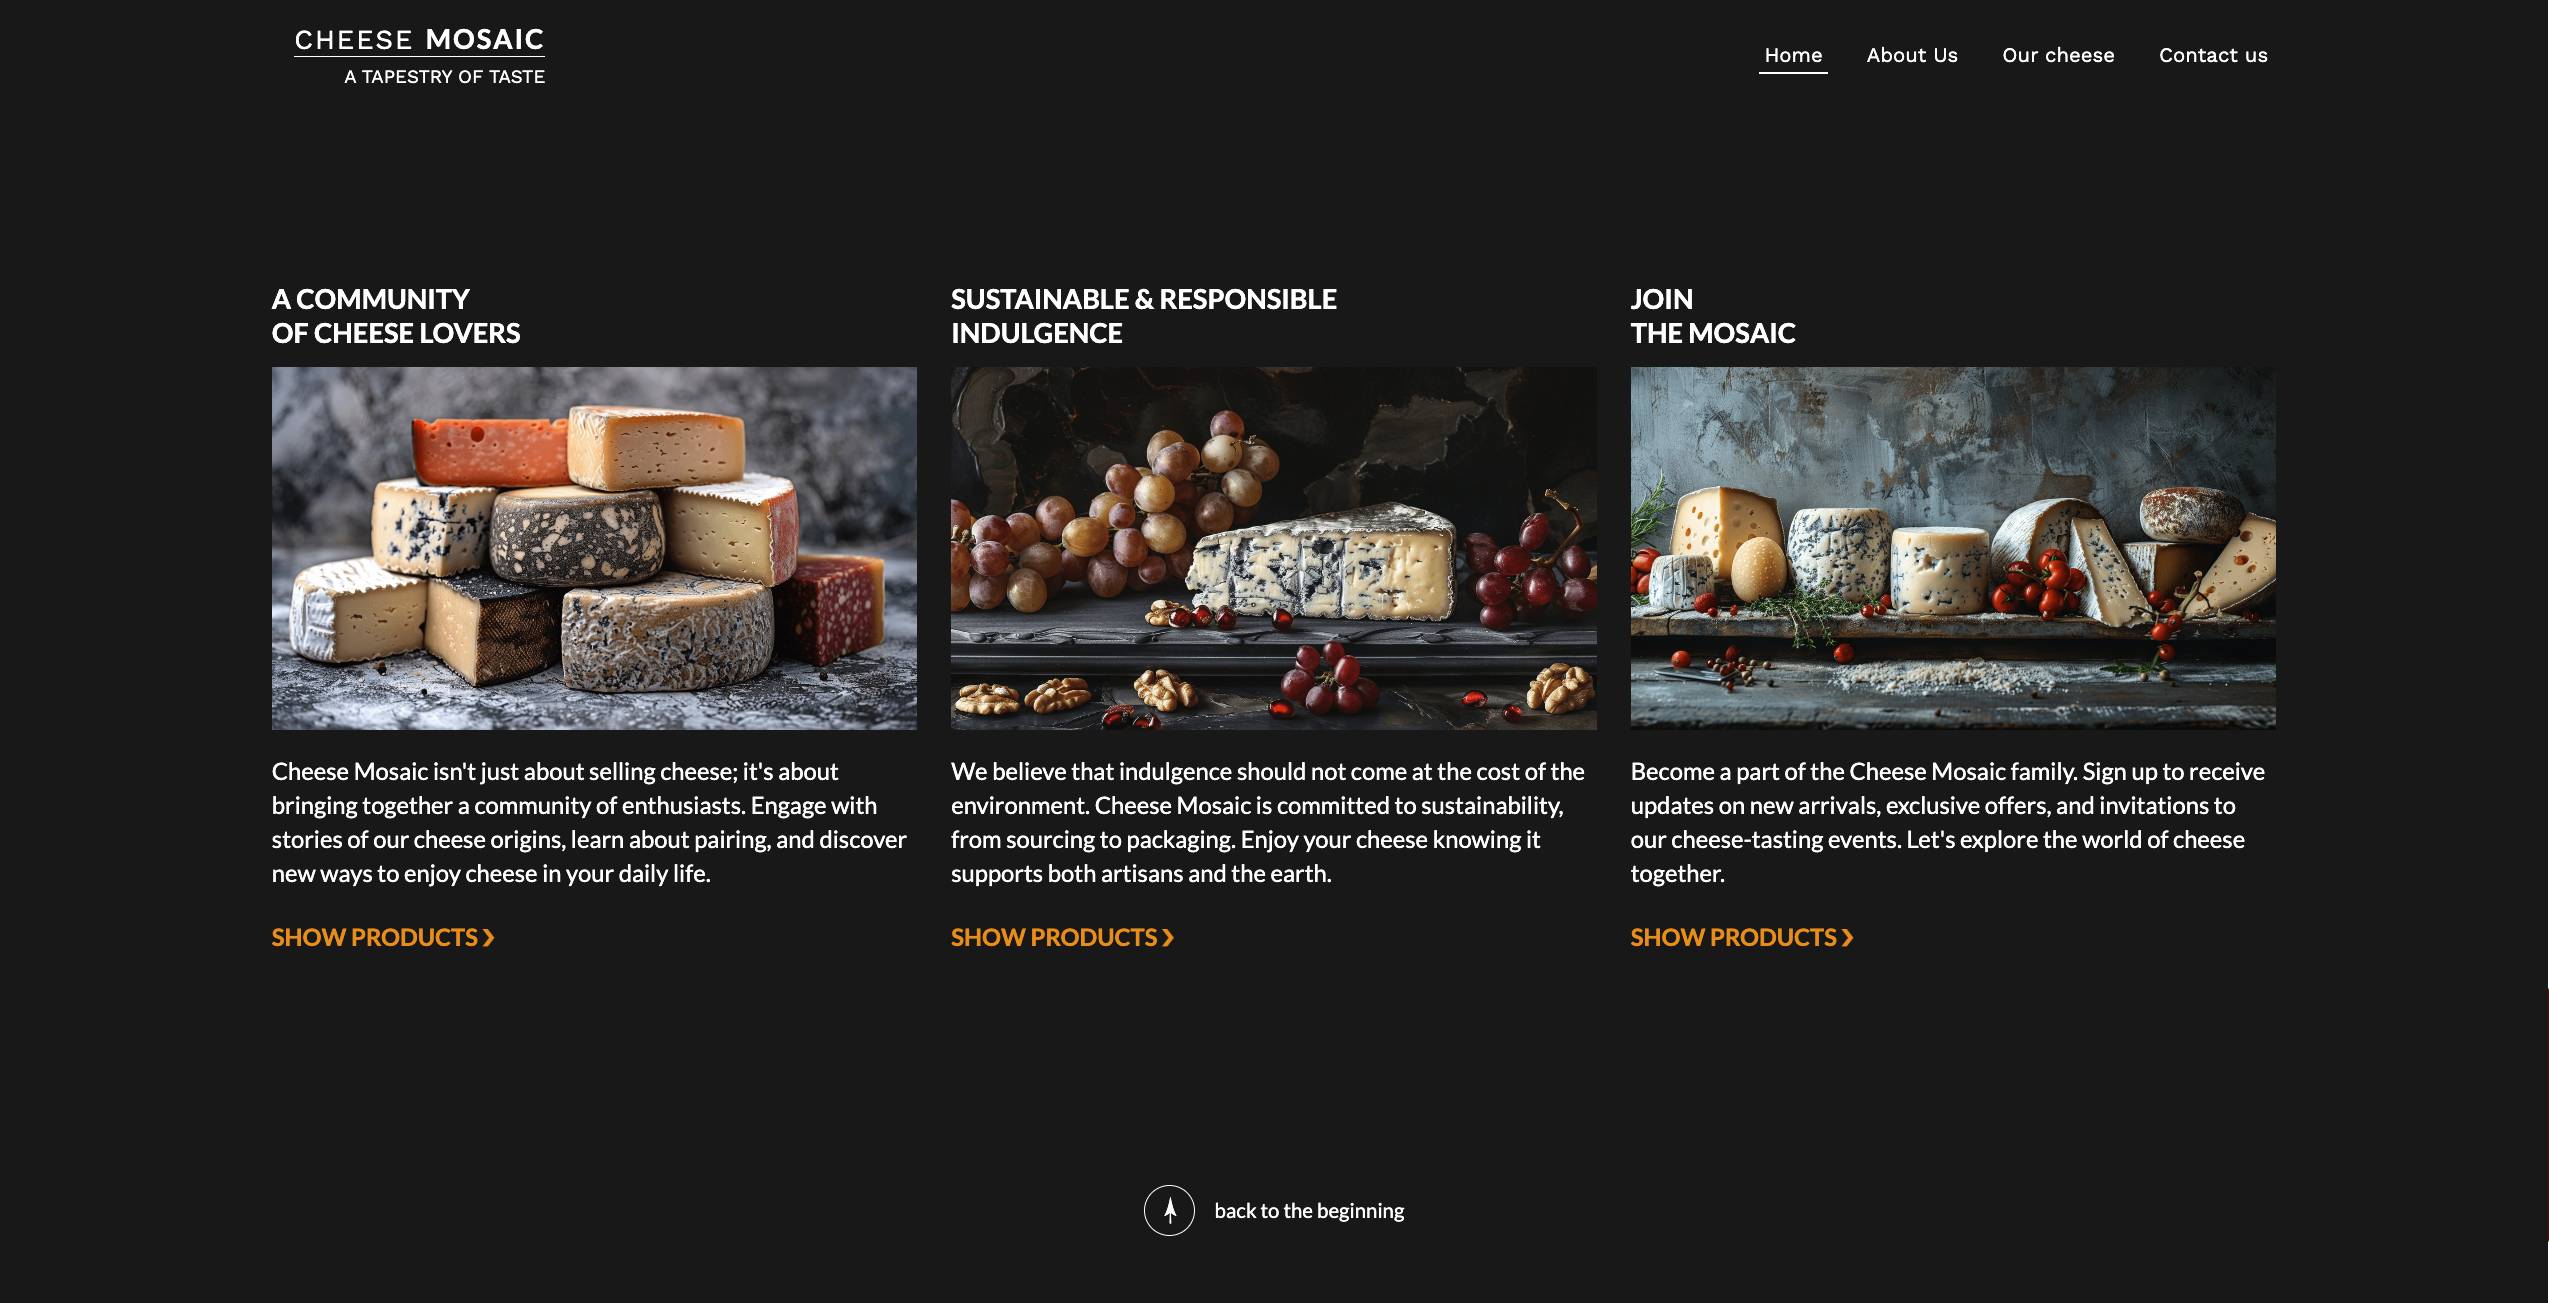 CHEESE MOSAIC
A TAPESTRY OF TASTE
Home
About Us
Our cheese
Contact us
A COMMUNITY
OF CHEESE LOVERS
Cheese Mosaic isn't just about selling cheese; it's about
bringing together a community of enthusiasts. Engage with
stories of our cheese origins, learn about pairing, and discover
new ways to enjoy cheese in your daily life.
SHOW PRODUCTS ❯
SUSTAINABLE & RESPONSIBLE
INDULGENCE
We believe that indulgence should not come at the cost of the
environment. Cheese Mosaic is committed to sustainability,
from sourcing to packaging. Enjoy your cheese knowing it
supports both artisans and the earth.
SHOW PRODUCTS ❯
JOIN
THE MOSAIC
Become a part of the Cheese Mosaic family. Sign up to receive
updates on new arrivals, exclusive offers, and invitations to
our cheese-tasting events. Let's explore the world of cheese
together.
SHOW PRODUCTS ❯
back to the beginning